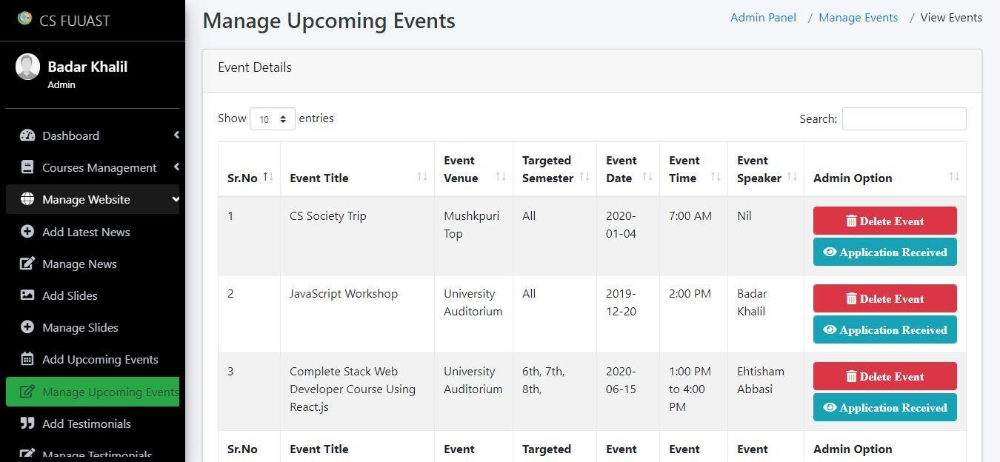 CS FUUAST
Badar Khalil
Admin
Dashboard
Courses Management
Manage Website
Add Latest News
Manage News
Add Slides
Manage Slides
Add Upcoming Events
Manage Upcoming Events
Add Testimonials
Manage Testimonials
Manage Upcoming Events
Admin Panel / Manage Events / View Events
Event Details
Show 10 entries
Search:
Sr.No
Event Title
Event
Venue
Targeted
Semester
Event
Date
Event
Time
Event
Speaker
Admin Option
1
CS Society Trip
Mushkpuri
Top
All
2020-
01-04
7:00 AM
Nil
Delete Event
Application Received
2
JavaScript Workshop
University
Auditorium
All
2019-
12-20
2:00 PM
Badar
Khalil
Delete Event
Application Received
3
Complete Stack Web
Developer Course Using
React.js
University
Auditorium
6th, 7th,
8th,
2020-
06-15
1:00 PM
to 4:00
PM
Ehtisham
Abbasi
Delete Event
Application Received
Sr.No
Event Title
Event
Targeted
Event
Event
Event
Admin Option